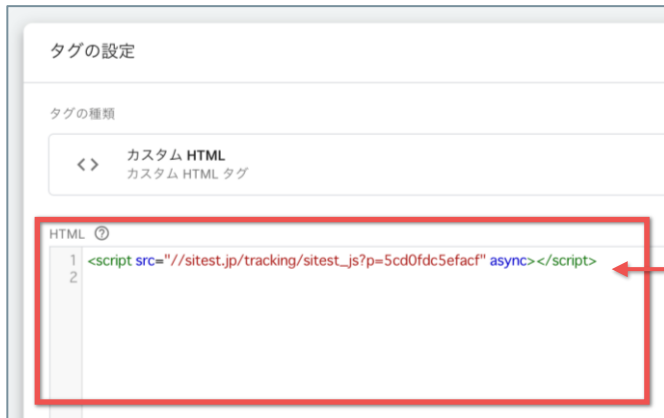 タグの設定
タグの種類
カスタム HTML
カスタム HTML タグ
HTML ?
1 <script src="//sitest.jp/tracking/sitest_js?p=5cd0fdc5efacf" async></script>
2